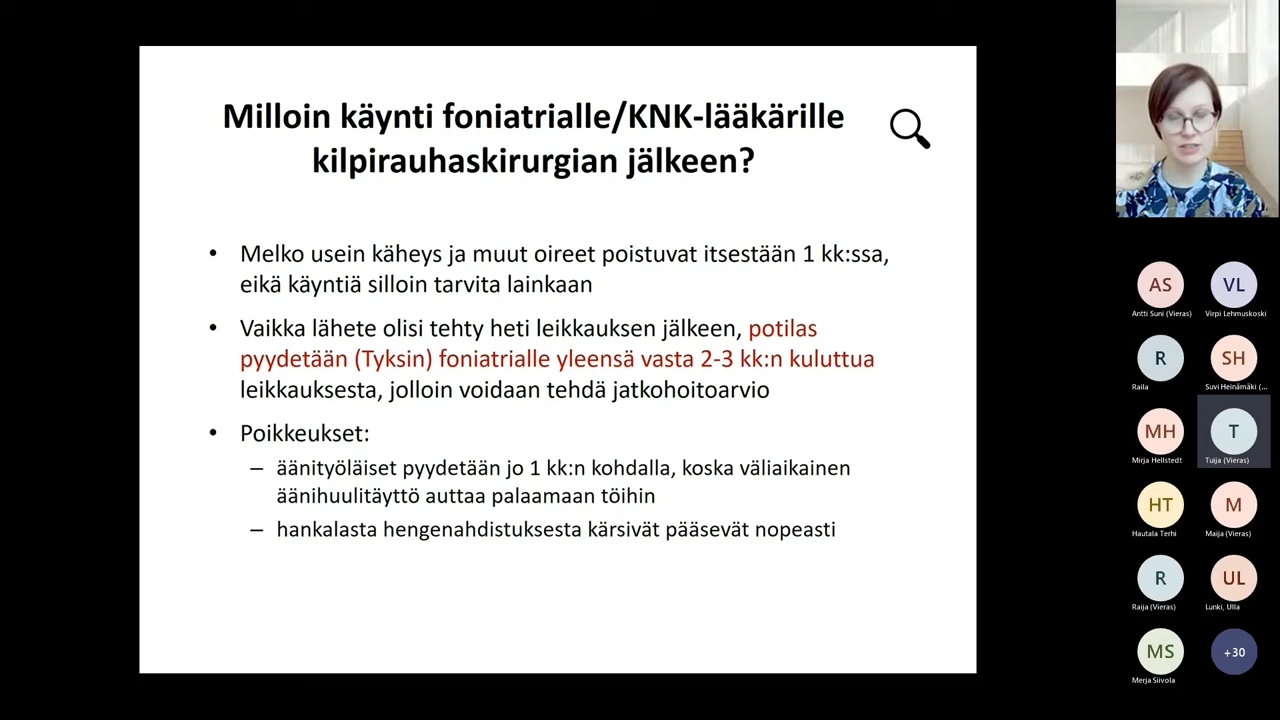 Milloin käynti foniatrialle/KNK-lääkärille
kilpirauhaskirurgian jälkeen?
• Melko usein käheys ja muut oireet poistuvat itsestään 1 kk:ssa,
eikä käyntiä silloin tarvita lainkaan
• Vaikka lähete olisi tehty heti leikkauksen jälkeen, potilas
pyydetään (Tyksin) foniatrialle yleensä vasta 2-3 kk:n kuluttua
leikkauksesta, jolloin voidaan tehdä jatkohoitoarvio
• Poikkeukset:
– äänityöläiset pyydetään jo 1 kk:n kohdalla, koska väliaikainen
äänihuulitäyttö auttaa palaamaan töihin
– hankalasta hengenahdistuksesta kärsivät pääsevät nopeasti
AS VL
Antti Suni (Vieras) Virpi Lehmuskoski
R SH
Raila Suvi Heinämäki (...
MH T
Mirja Hellstedt Tuija (Vieras)
HT M
Hautala Terhi Maija (Vieras)
R UL
Raija (Vieras) Lunki, Ulla
MS +30
Merja Siivola